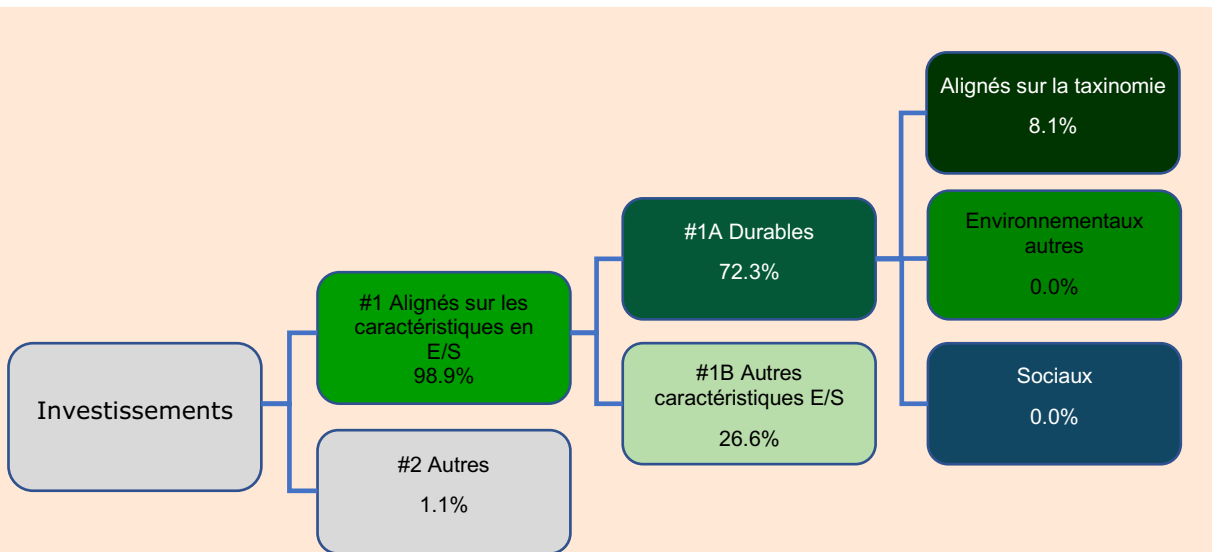 Investissements
#1 Alignés sur les
caractéristiques en
E/S
98.9%
#2 Autres
1.1%
#1A Durables
72.3%
#1B Autres
caractéristiques E/S
26.6%
Alignés sur la taxinomie
8.1%
Environnementaux
autres
0.0%
Sociaux
0.0%